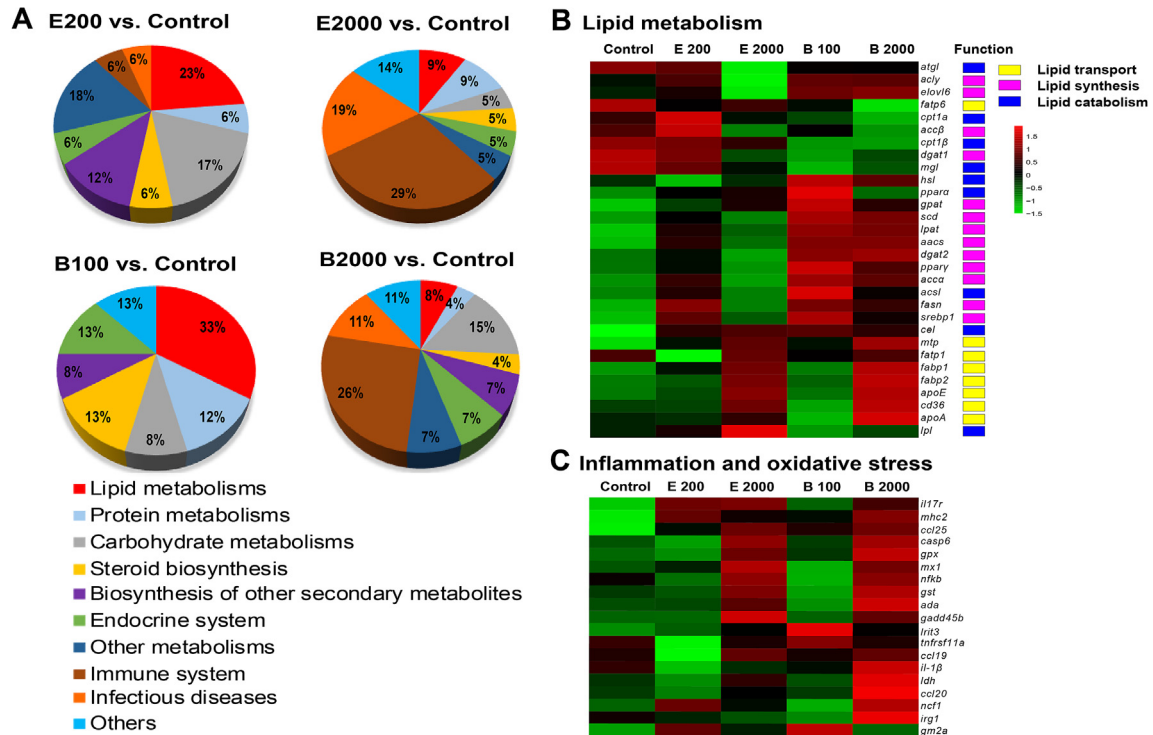 A
E200 vs. Control
23%
6%
17%
6%
12%
6%
18%
6%
6%
E2000 vs. Control
9%
9%
5%
5%
5%
5%
29%
19%
14%
B100 vs. Control
33%
12%
8%
13%
8%
13%
13%
B2000 vs. Control
8%
4%
15%
4%
7%
7%
7%
26%
11%
11%
Lipid metabolisms
Protein metabolisms
Carbohydrate metabolisms
Steroid biosynthesis
Biosynthesis of other secondary metabolites
Endocrine system
Other metabolisms
Immune system
Infectious diseases
Others
B Lipid metabolism
Control E 200 E 2000 B 100 B 2000 Function
atgl
acly
elovl6
fatp6
cpt1a
accβ
cpt1β
dgat1
mgl
hsl
pparα
gpat
scd
lpat
aacs
dgat2
pparγ
accα
acsl
fasn
srebp1
cel
mtp
fatp1
fabp1
fabp2
apoE
cd36
apoA
lpl
Lipid transport
Lipid synthesis
Lipid catabolism
1.5
1
0.5
0
−0.5
−1
−1.5
C Inflammation and oxidative stress
Control E 200 E 2000 B 100 B 2000
il17r
mhc2
ccl25
casp6
gpx
mx1
nfkb
gst
ada
gadd45b
lrit3
tnfrsf11a
ccl19
il-1β
ldh
ccl20
ncf1
irg1
gm2a